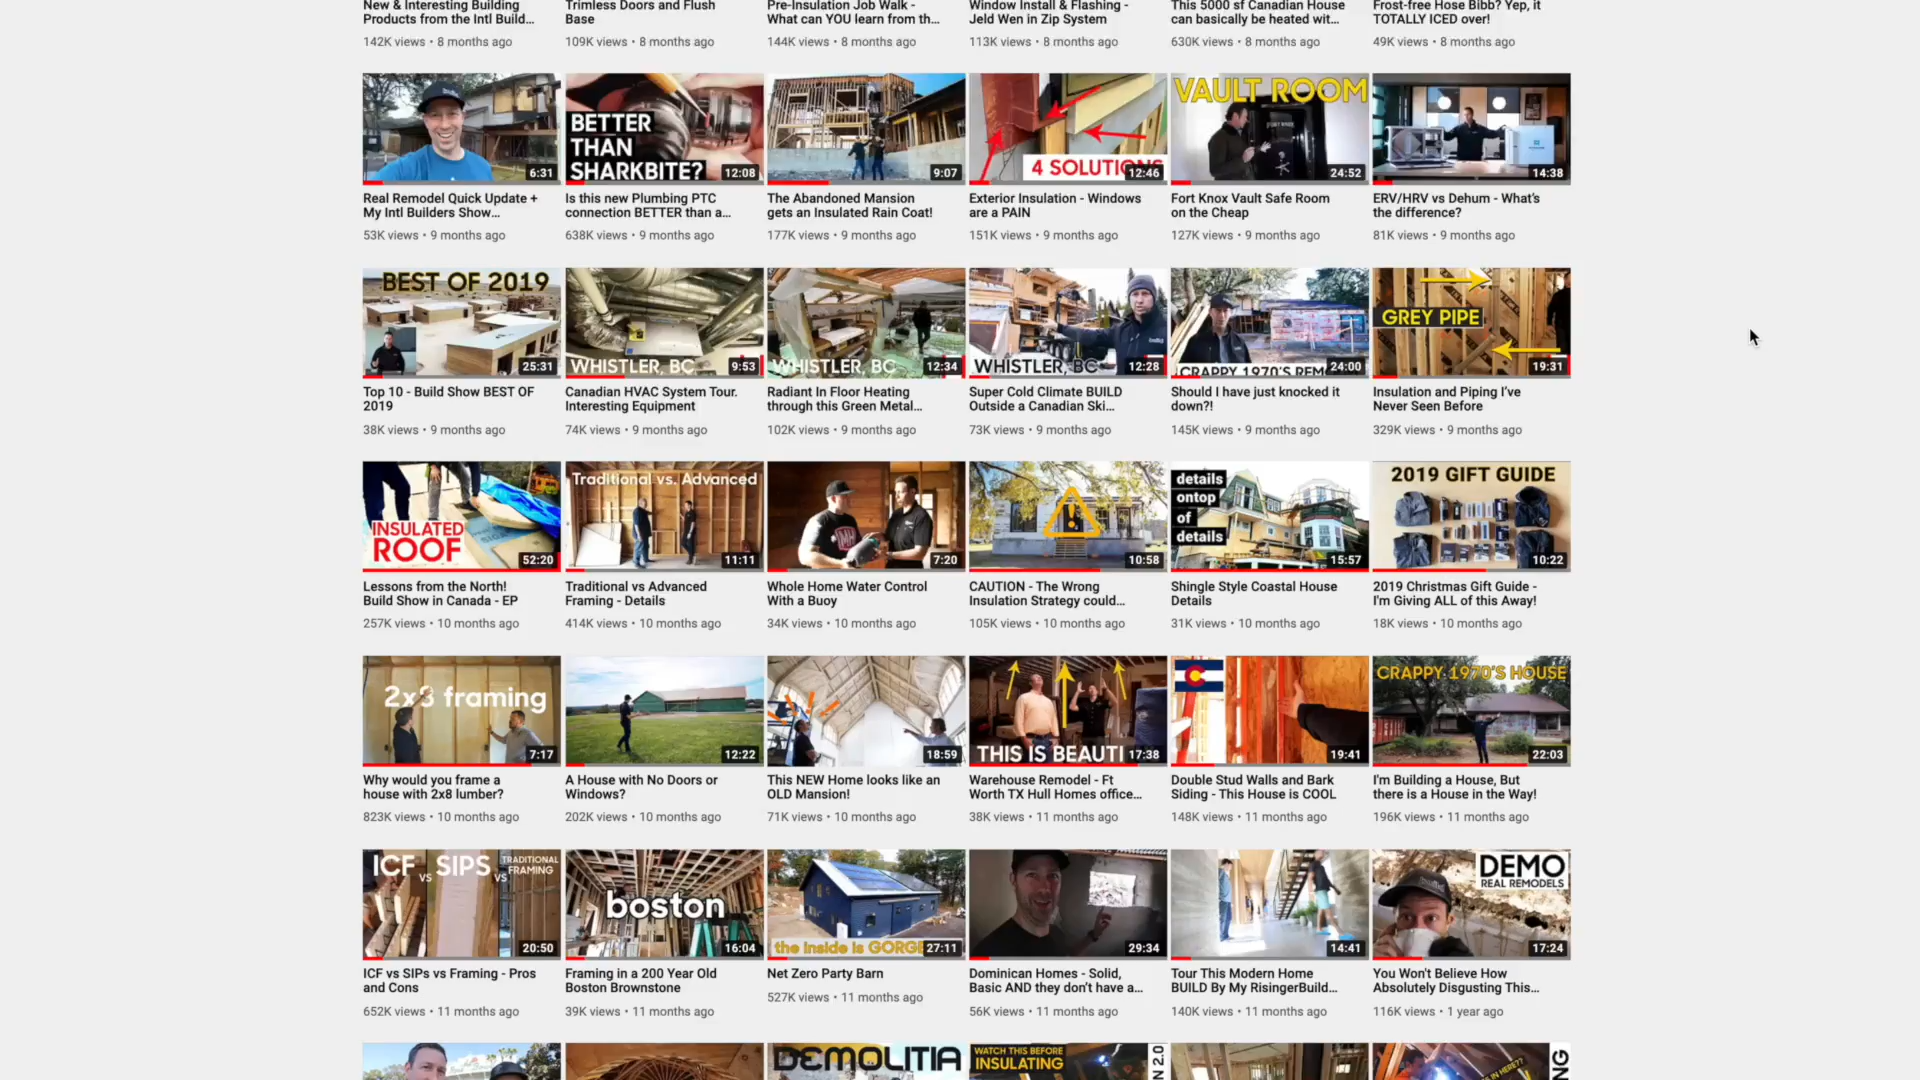 New & Interesting Building
Products from the Intl Build...
142K views • 8 months ago
Trimless Doors and Flush
Base
109K views • 8 months ago
Pre-Insulation Job Walk -
What can YOU learn from th...
144K views • 8 months ago
Window Install & Flashing -
Jeld Wen in Zip System
113K views • 8 months ago
This 5000 sf Canadian House
can basically be heated wit...
630K views • 8 months ago
Frost-free Hose Bibb? Yep, it
TOTALLY ICED over!
49K views • 8 months ago
6:31
Real Remodel Quick Update +
My Intl Builders Show...
53K views • 9 months ago
BETTER
THAN
SHARKBITE?
12:08
Is this new Plumbing PTC
connection BETTER than a...
638K views • 9 months ago
9:07
The Abandoned Mansion
gets an Insulated Rain Coat!
177K views • 9 months ago
4 SOLUTIONS
12:46
Exterior Insulation - Windows
are a PAIN
151K views • 9 months ago
VAULT ROOM
24:52
Fort Knox Vault Safe Room
on the Cheap
127K views • 9 months ago
14:38
ERV/HRV vs Dehum - What's
the difference?
81K views • 9 months ago
BEST OF 2019
25:31
Top 10 - Build Show BEST OF
2019
38K views • 9 months ago
WHISTLER, BC
9:53
Canadian HVAC System Tour.
Interesting Equipment
74K views • 9 months ago
WHISTLER, BC
12:34
Radiant In Floor Heating
through this Green Metal...
102K views • 9 months ago
WHISTLER, BC
12:28
Super Cold Climate BUILD
Outside a Canadian Ski...
73K views • 9 months ago
CRAPPY 1970'S REM
24:00
Should I have just knocked it
down?!
145K views • 9 months ago
GREY PIPE
19:31
Insulation and Piping I've
Never Seen Before
329K views • 9 months ago
INSULATED
ROOF
52:20
Lessons from the North!
Build Show in Canada - EP
257K views • 10 months ago
Traditional vs. Advanced
11:11
Traditional vs Advanced
Framing - Details
414K views • 10 months ago
7:20
Whole Home Water Control
With a Buoy
34K views • 10 months ago
10:58
CAUTION - The Wrong
Insulation Strategy could...
105K views • 10 months ago
details
ontop
of
details
15:57
Shingle Style Coastal House
Details
31K views • 10 months ago
2019 GIFT GUIDE
10:22
2019 Christmas Gift Guide -
I'm Giving ALL of this Away!
18K views • 10 months ago
2x8 framing
7:17
Why would you frame a
house with 2x8 lumber?
823K views • 10 months ago
12:22
A House with No Doors or
Windows?
202K views • 10 months ago
18:59
This NEW Home looks like an
OLD Mansion!
71K views • 10 months ago
THIS IS BEAUTI
17:38
Warehouse Remodel - Ft
Worth TX Hull Homes office...
38K views • 11 months ago
19:41
Double Stud Walls and Bark
Siding - This House is COOL
148K views • 11 months ago
CRAPPY 1970'S HOUSE
22:03
I'm Building a House, But
there is a House in the Way!
196K views • 11 months ago
ICF vs SIPS vs TRADITIONAL
FRAMING
20:50
ICF vs SIPs vs Framing - Pros
and Cons
652K views • 11 months ago
boston
16:04
Framing in a 200 Year Old
Boston Brownstone
39K views • 11 months ago
the inside is GORGE
27:11
Net Zero Party Barn
527K views • 11 months ago
29:34
Dominican Homes - Solid,
Basic AND they don't have a...
56K views • 11 months ago
14:41
Tour This Modern Home
BUILD By My RisingerBuild...
140K views • 11 months ago
DEMO
REAL REMODELS
17:24
You Won't Believe How
Absolutely Disgusting This...
116K views • 1 year ago
DEMOLITIA
WATCH THIS BEFORE
INSULATING
N 2.0
IN HERE??
NG